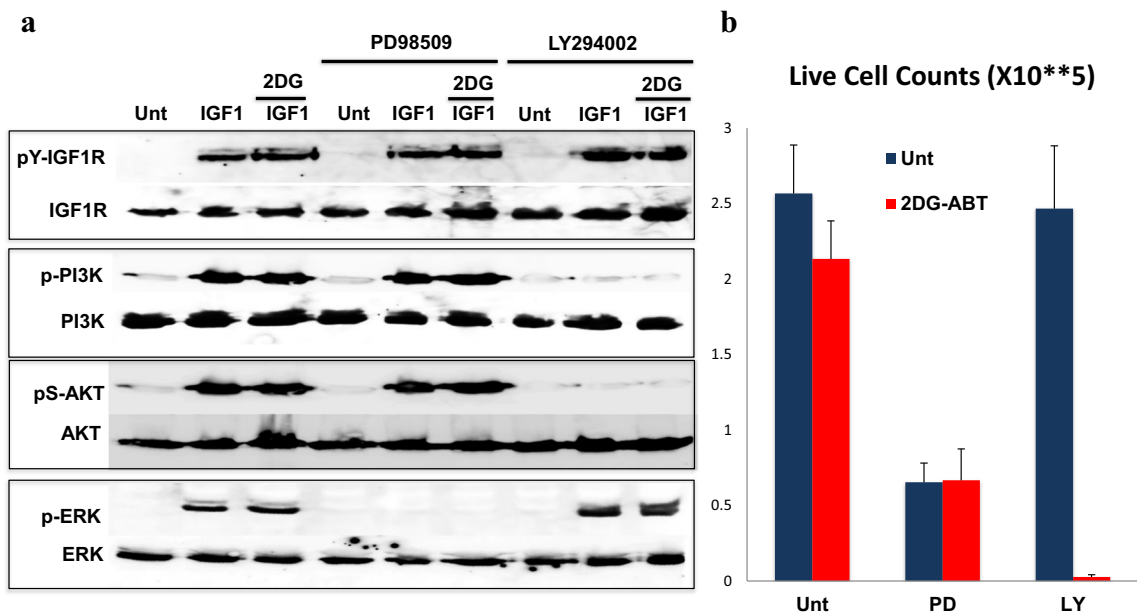 a
b
PD98509
LY294002
2DG
2DG
2DG
Unt
IGF1
IGF1
Unt
IGF1
IGF1
Unt
IGF1
IGF1
pY-IGF1R
IGF1R
p-PI3K
PI3K
pS-AKT
AKT
p-ERK
ERK
Live Cell Counts (X10**5)
Unt
2DG-ABT
3
2.5
2
1.5
1
0.5
0
Unt
PD
LY